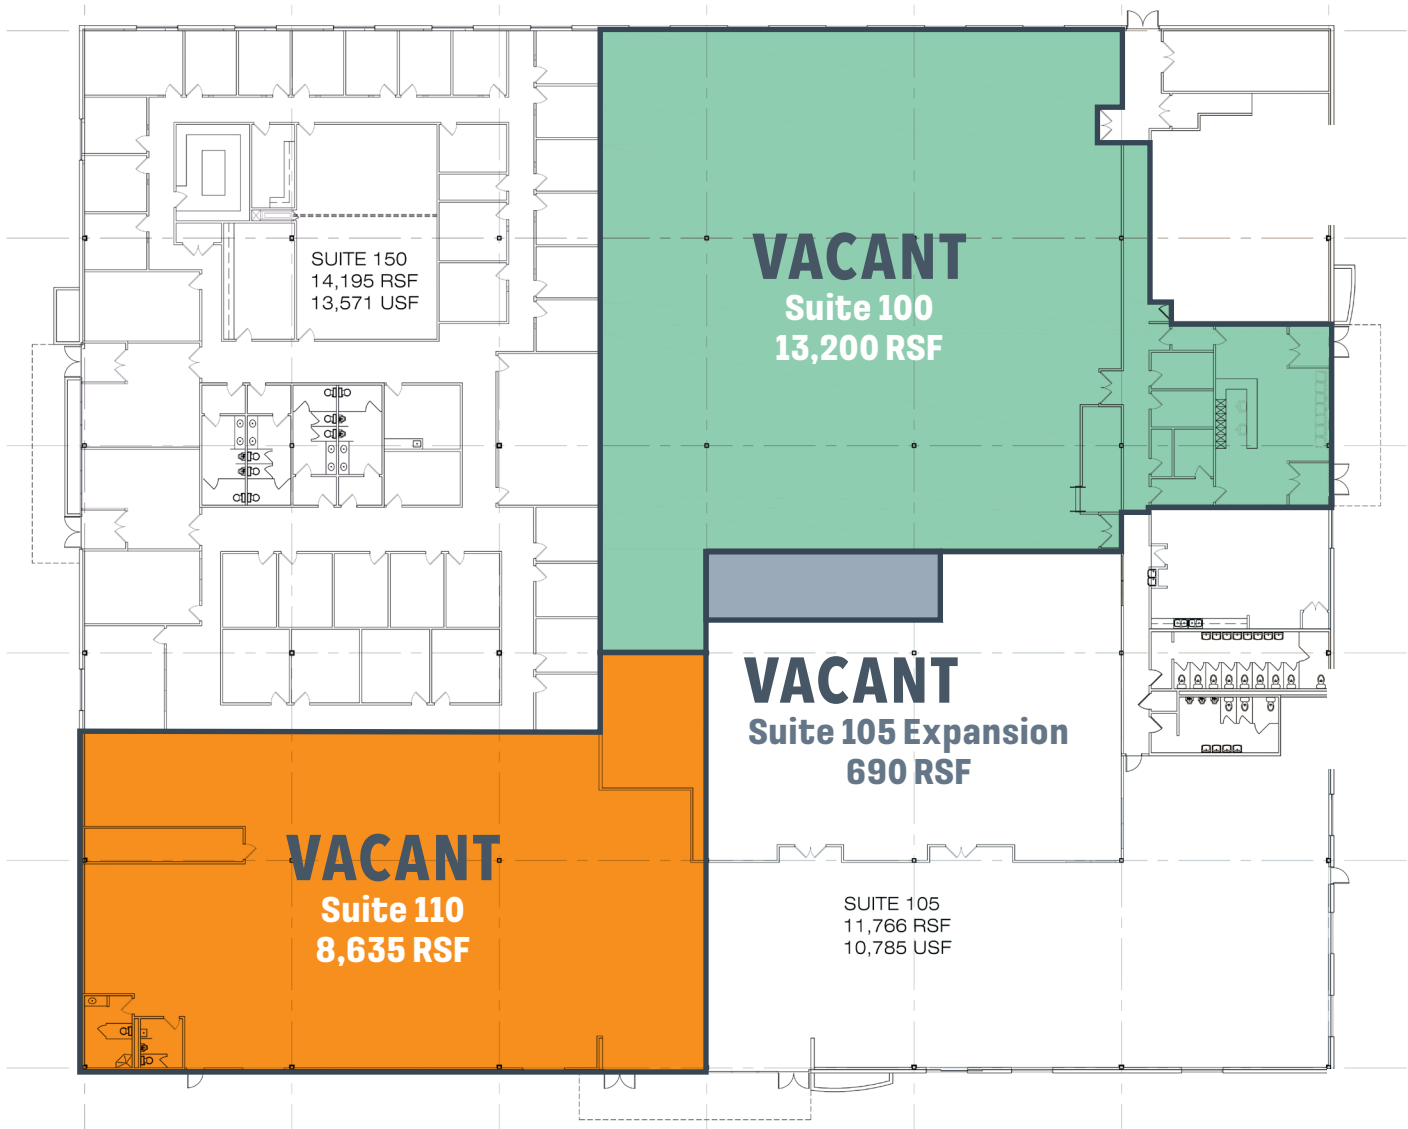 VACANT
Suite 100
13,200 RSF
SUITE 150
14,195 RSF
13,571 USF
VACANT
Suite 105 Expansion
690 RSF
VACANT
Suite 110
8,635 RSF
SUITE 105
11,766 RSF
10,785 USF